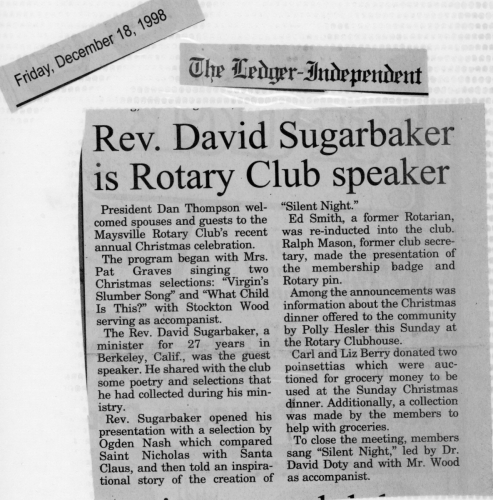 Friday, December 18, 1998
The Ledger-Independent
Rev. David Sugarbaker
is Rotary Club speaker
President Dan Thompson wel-
comed spouses and guests to the
Maysville Rotary Club's recent
annual Christmas celebration.
The program began with Mrs.
Pat Graves singing two
Christmas selections: "Virgin's
Slumber Song" and "What Child
Is This?" with Stockton Wood
serving as accompanist.
The Rev. David Sugarbaker, a
minister for 27 years in
Berkeley, Calif., was the guest
speaker. He shared with the club
some poetry and selections that
he had collected during his min-
istry.
Rev. Sugarbaker opened his
presentation with a selection by
Ogden Nash which compared
Saint Nicholas with Santa
Claus, and then told an inspira-
tional story of the creation of
"Silent Night."
Ed Smith, a former Rotarian,
was re-inducted into the club.
Ralph Mason, former club secre-
tary, made the presentation of
the membership badge and
Rotary pin.
Among the announcements was
information about the Christmas
dinner offered to the community
by Polly Hesler this Sunday at
the Rotary Clubhouse.
Carl and Liz Berry donated two
poinsettias which were auc-
tioned for grocery money to be
used at the Sunday Christmas
dinner. Additionally, a collection
was made by the members to
help with groceries.
To close the meeting, members
sang "Silent Night," led by Dr.
David Doty and with Mr. Wood
as accompanist.